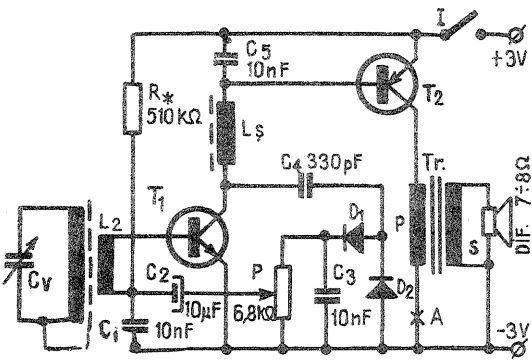 I
+3V
C5
10nF
T2
R*
510KΩ
Lş
C4 330pF
Tr.
T1
L2
D1
P
S
DIF. 7÷8Ω
CV
C2
10µF
P
6,8KΩ
C3
10nF
D2
A
C1
10nF
-3V